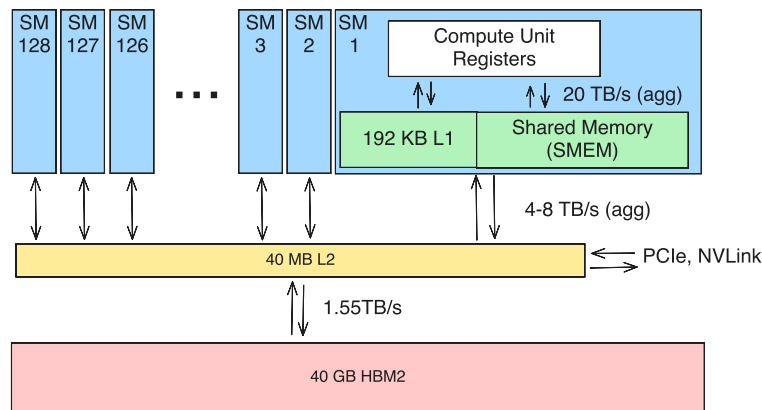 SM
128
SM
127
SM
126
...
SM
3
SM
2
SM
1
Compute Unit
Registers
20 TB/s (agg)
192 KB L1
Shared Memory
(SMEM)
4-8 TB/s (agg)
40 MB L2
PCIe, NVLink
1.55TB/s
40 GB HBM2